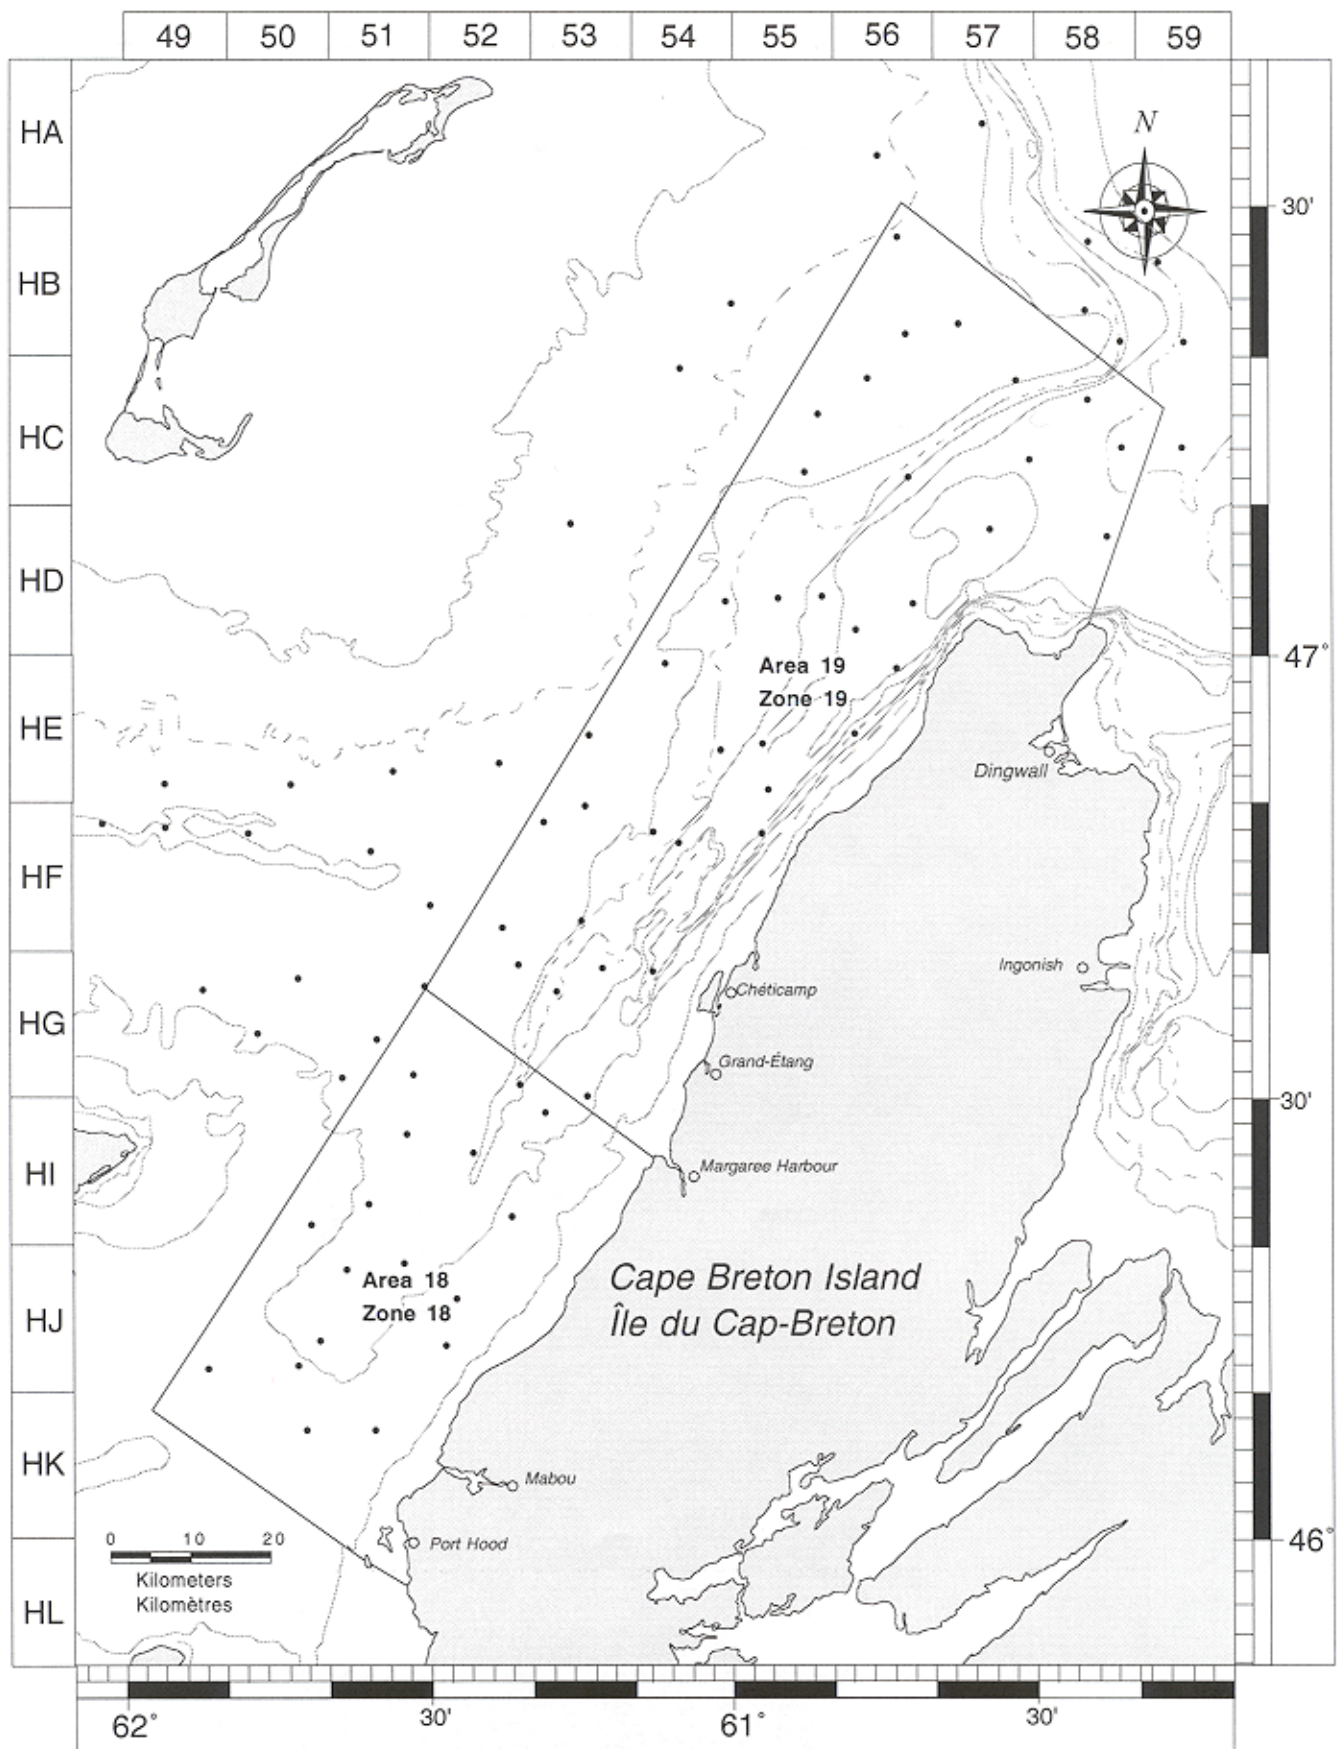 49 50 51 52 53 54 55 56 57 58 59
HA
N
30'
HB
HC
HD
47°
Area 19
Zone 19
HE
Dingwall
HF
Ingonish
Chéticamp
HG
Grand-Étang
30'
HI
Margaree Harbour
Cape Breton Island
Île du Cap-Breton
Area 18
Zone 18
HJ
HK
Mabou
0 10 20
Port Hood
46°
Kilometers
Kilomètres
HL
62° 30' 61° 30'